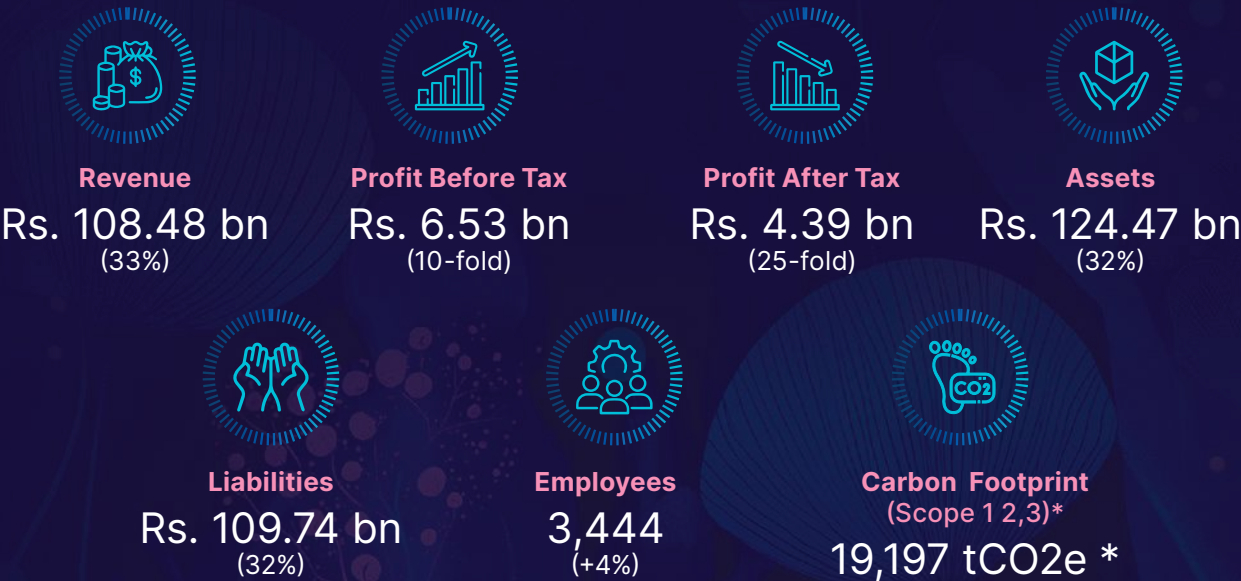 $
Revenue
Rs. 108.48 bn
(33%)
Profit Before Tax
Rs. 6.53 bn
(10-fold)
Profit After Tax
Rs. 4.39 bn
(25-fold)
Assets
Rs. 124.47 bn
(32%)
Liabilities
Rs. 109.74 bn
(32%)
Employees
3,444
(+4%)
CO2
Carbon Footprint
(Scope 1 2,3)*
19,197 tCO2e *